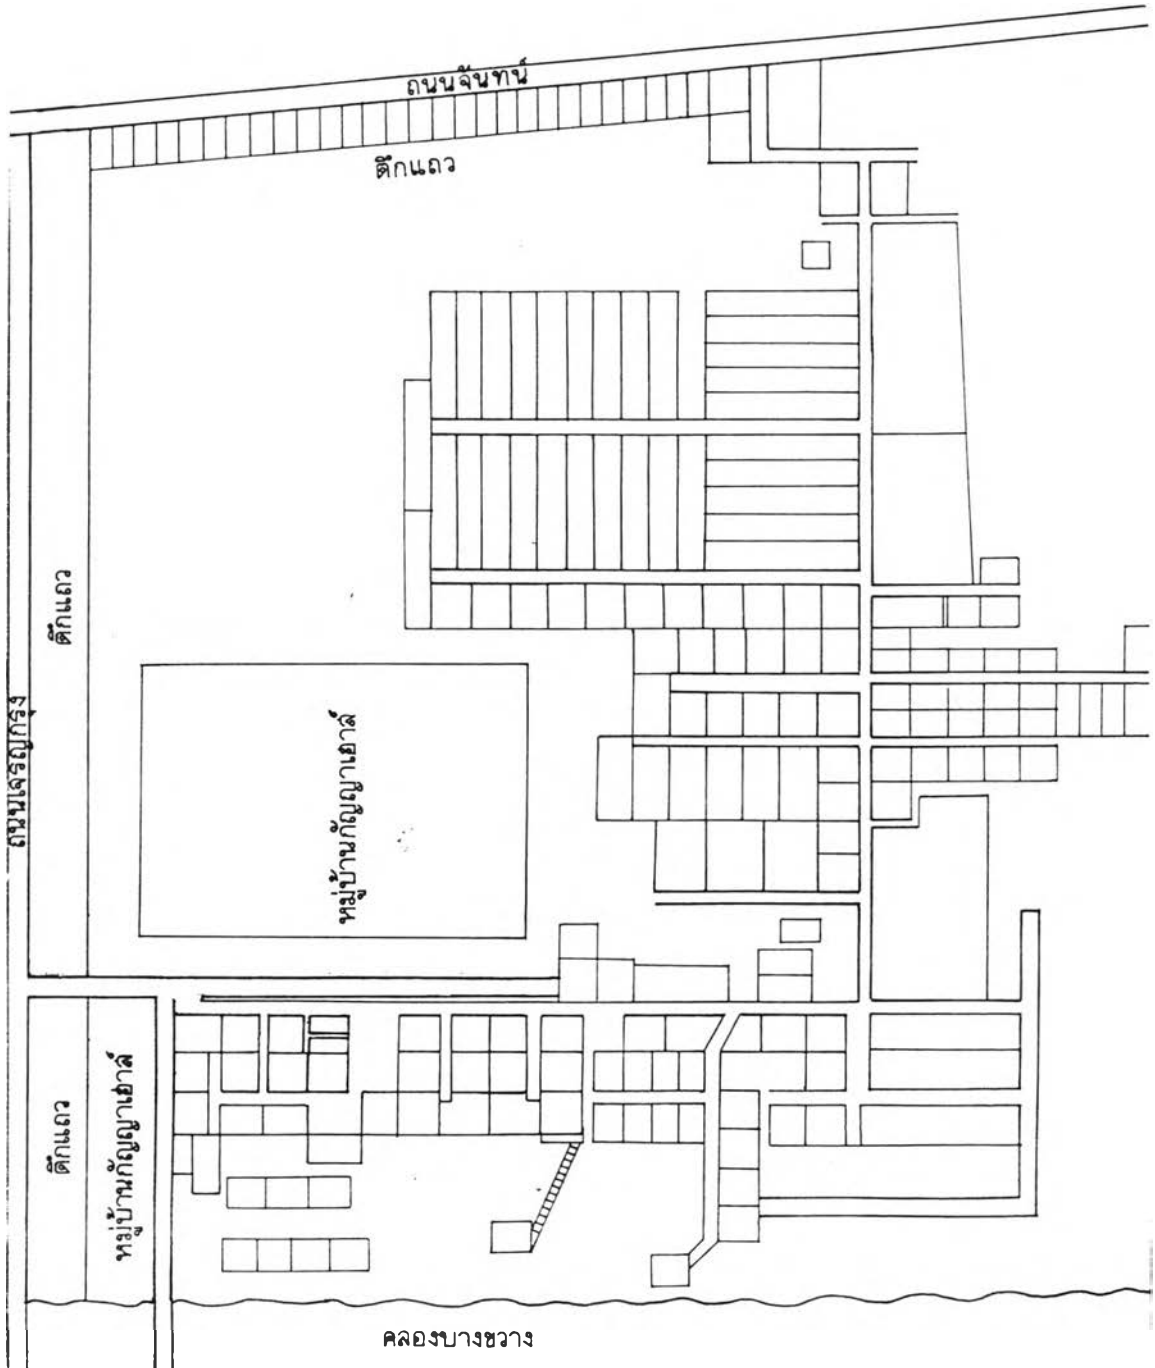 ถนนจันทน์
ตึกแถว
ตึกแถว
ถนนเจริญกรุง
หมู่บ้านกัญญาเฮาส์
ตึกแถว
หมู่บ้านกัญญาเฮาส์
คลองบางขวาง